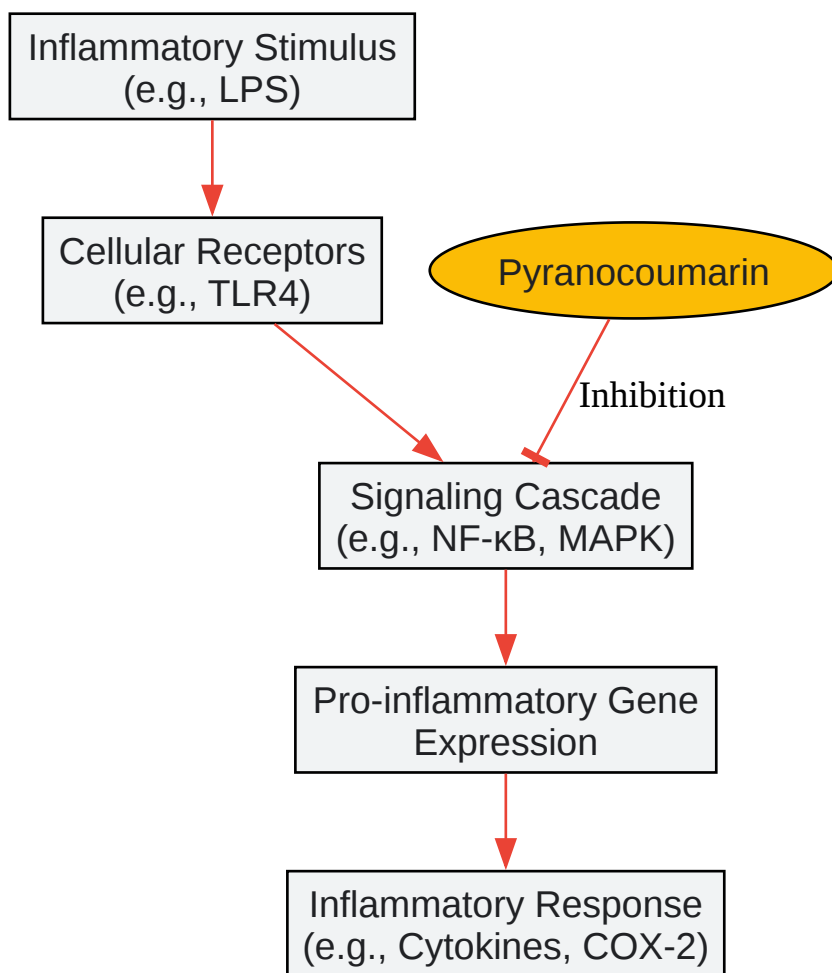 Inflammatory Stimulus
(e.g., LPS)
Cellular Receptors
(e.g., TLR4)
Pyranocoumarin
Inhibition
Signaling Cascade
(e.g., NF-κB, MAPK)
Pro-inflammatory Gene
Expression
Inflammatory Response
(e.g., Cytokines, COX-2)